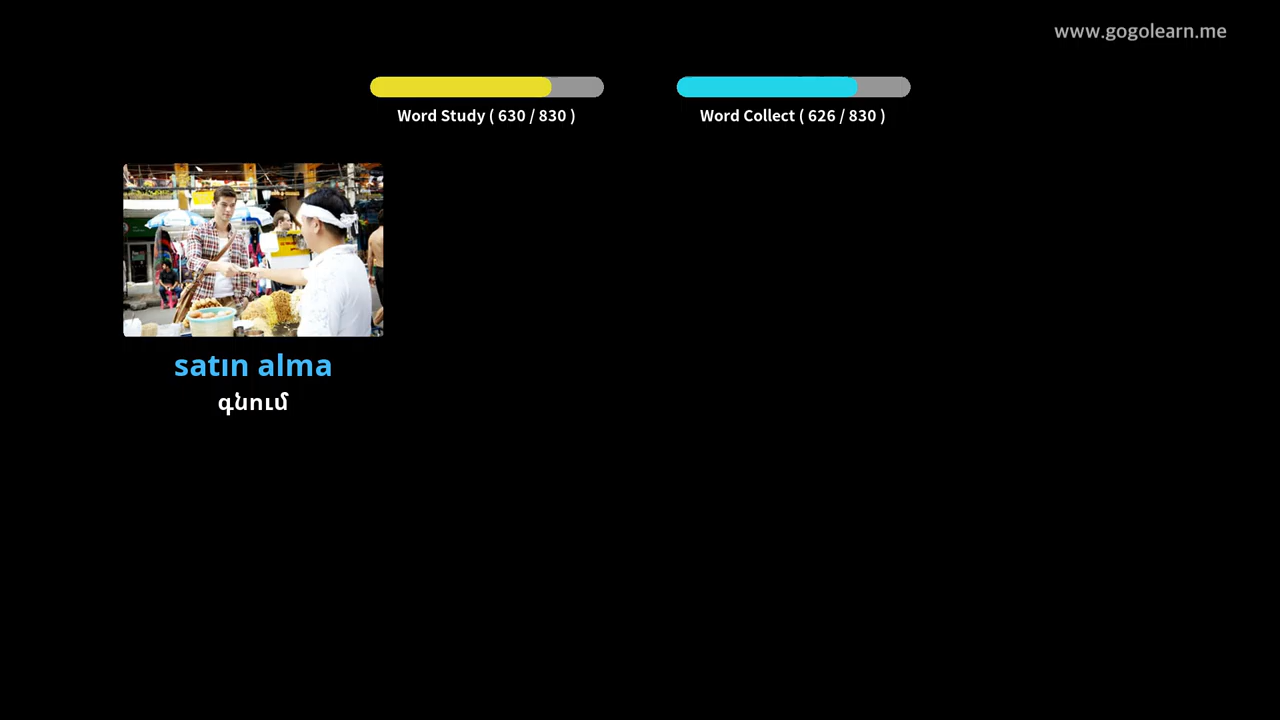 www.gogolearn.me
Word Study ( 630 / 830 )
Word Collect ( 626 / 830 )
satın alma
գնում